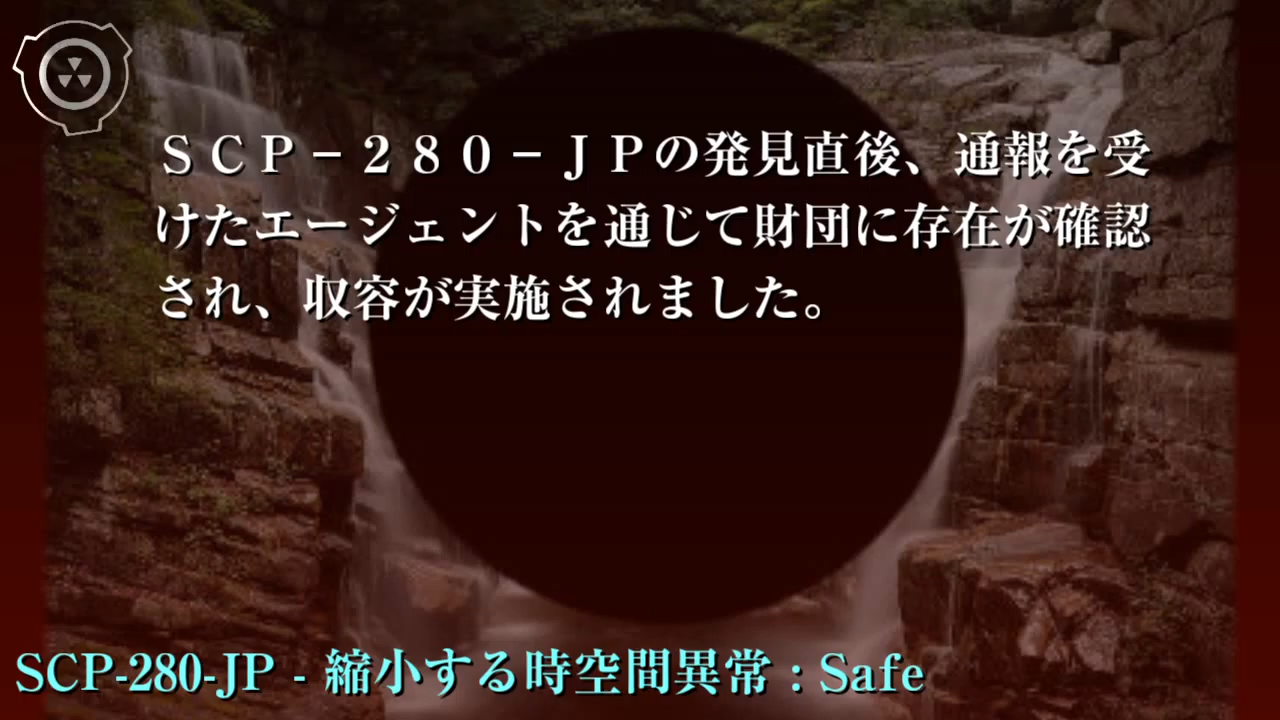 ＳＣＰ－２８０－ＪＰの発見直後、通報を受
けたエージェントを通じて財団に存在が確認
され、収容が実施されました。
SCP-280-JP - 縮小する時空間異常 : Safe